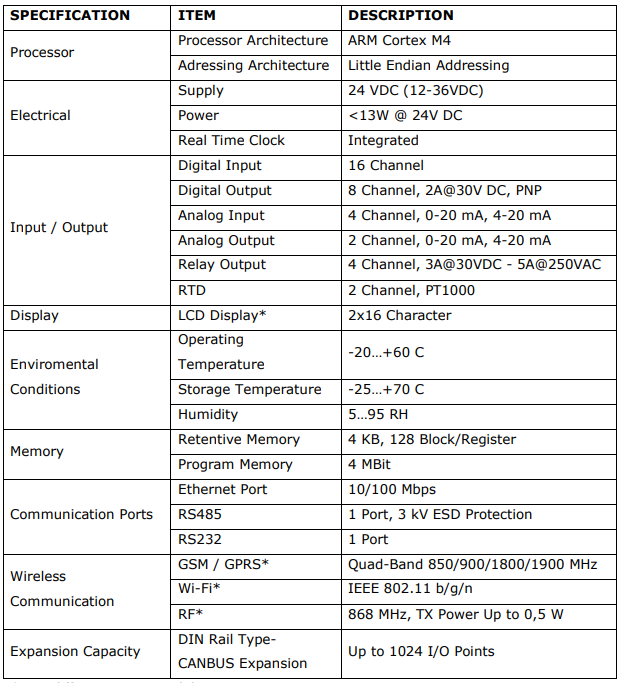 SPECIFICATION ITEM DESCRIPTION
Processor
Processor Architecture ARM Cortex M4
Adressing Architecture Little Endian Addressing
Electrical
Supply 24 VDC (12-36VDC)
Power <13W @ 24V DC
Real Time Clock Integrated
Input / Output
Digital Input 16 Channel
Digital Output 8 Channel, 2A@30V DC, PNP
Analog Input 4 Channel, 0-20 mA, 4-20 mA
Analog Output 2 Channel, 0-20 mA, 4-20 mA
Relay Output 4 Channel, 3A@30VDC - 5A@250VAC
RTD 2 Channel, PT1000
Display LCD Display* 2x16 Character
Enviromental
Conditions
Operating
Temperature
-20…+60 C
Storage Temperature -25…+70 C
Humidity 5…95 RH
Memory
Retentive Memory 4 KB, 128 Block/Register
Program Memory 4 MBit
Communication Ports
Ethernet Port 10/100 Mbps
RS485 1 Port, 3 kV ESD Protection
RS232 1 Port
Wireless
Communication
GSM / GPRS* Quad-Band 850/900/1800/1900 MHz
Wi-Fi* IEEE 802.11 b/g/n
RF* 868 MHz, TX Power Up to 0,5 W
Expansion Capacity
DIN Rail Type-
CANBUS Expansion
Up to 1024 I/O Points